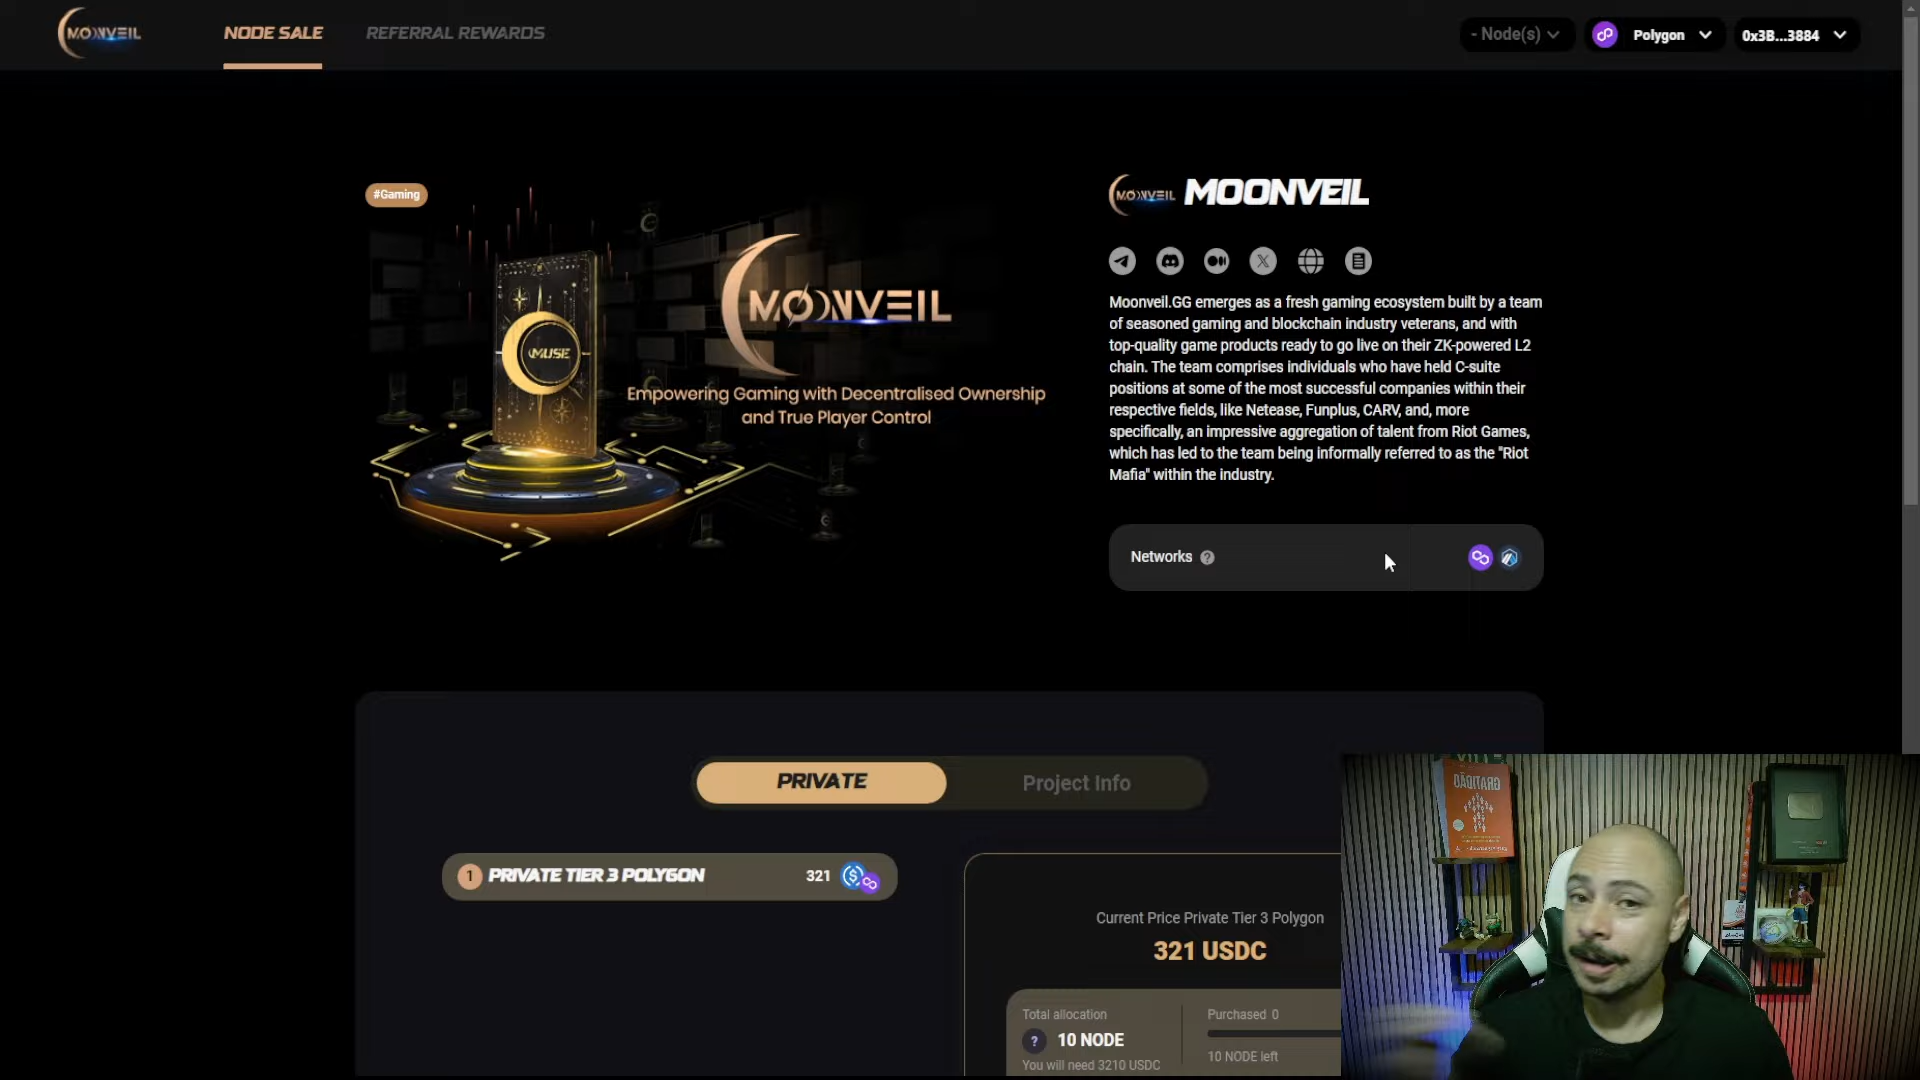 MOONVEIL
NODE SALE
REFERRAL REWARDS
- Node(s)
Polygon
0x3B...3884
#Gaming
MUSE
MOONVEIL
Empowering Gaming with Decentralised Ownership
and True Player Control
MOONVEIL
MOONVEIL
Moonveil.GG emerges as a fresh gaming ecosystem built by a team
of seasoned gaming and blockchain industry veterans, and with
top-quality game products ready to go live on their ZK-powered L2
chain. The team comprises individuals who have held C-suite
positions at some of the most successful companies within their
respective fields, like Netease, Funplus, CARV, and, more
specifically, an impressive aggregation of talent from Riot Games,
which has led to the team being informally referred to as the "Riot
Mafia" within the industry.
Networks ?
PRIVATE
Project Info
1 PRIVATE TIER 3 POLYGON 321
Current Price Private Tier 3 Polygon
321 USDC
Total allocation
? 10 NODE
You will need 3210 USDC
Purchased 0
10 NODE left